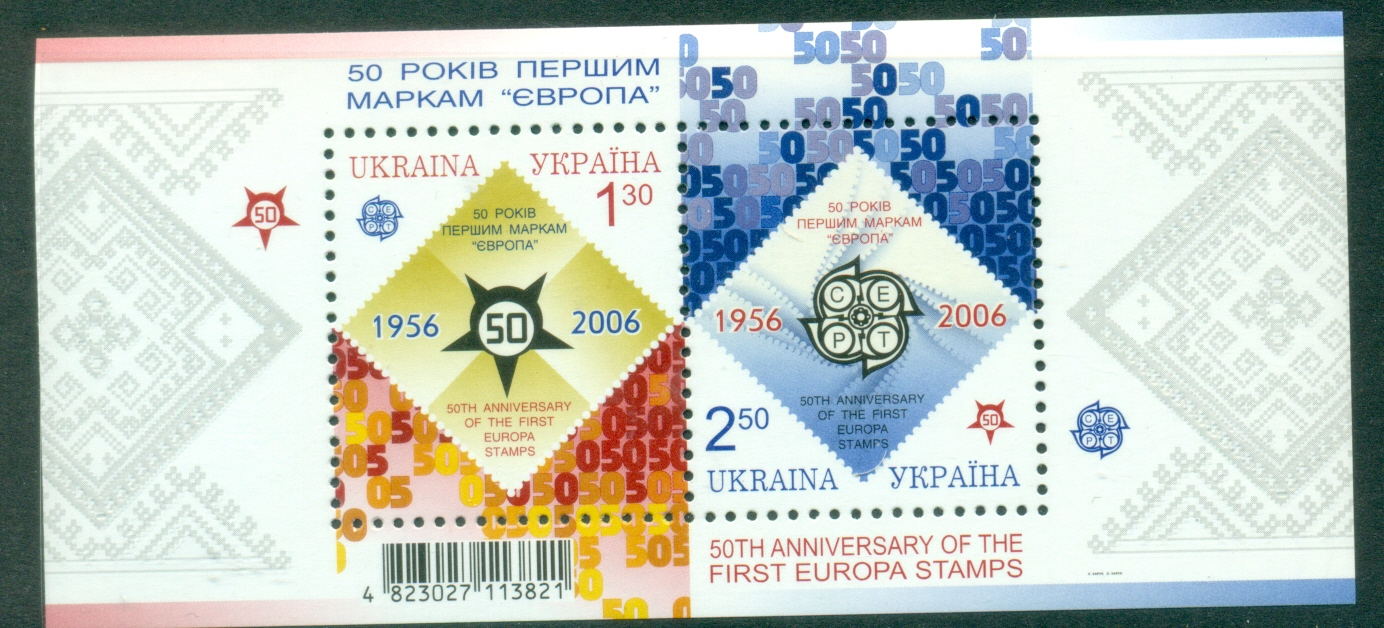 50 РОКІВ ПЕРШИМ
МАРКАМ “ЄВРОПА”
UKRAINA УКРАЇНА
1 30
50
C E
P T
50 РОКІВ
ПЕРШИМ МАРКАМ
“ЄВРОПА”
1956 50 2006
50TH ANNIVERSARY
OF THE FIRST
EUROPA
STAMPS
50 РОКІВ
ПЕРШИМ МАРКАМ
“ЄВРОПА”
1956 2006
C E
P T
50TH ANNIVERSARY
OF THE FIRST
EUROPA
STAMPS
2 50
50
C E
P T
UKRAINA УКРАЇНА
4 823027 113821
50TH ANNIVERSARY OF THE
FIRST EUROPA STAMPS